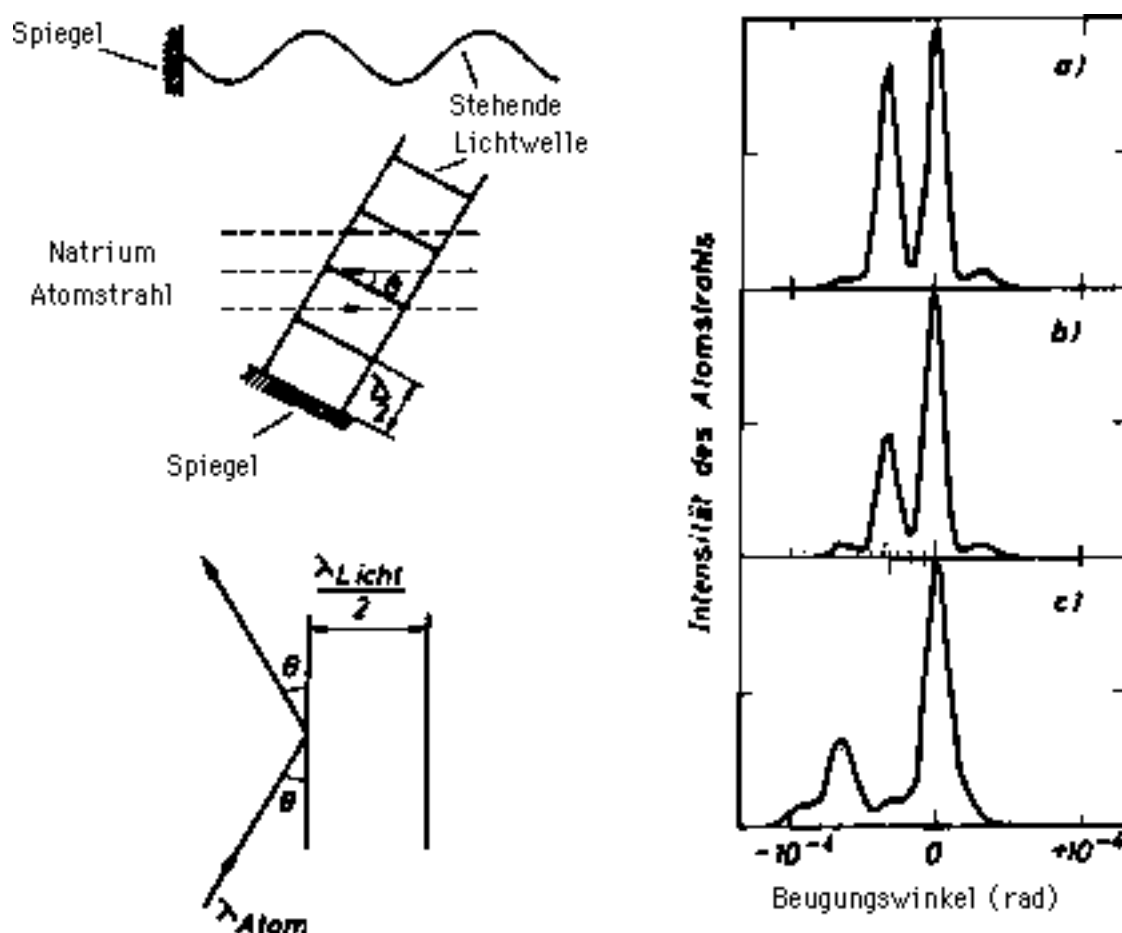 Spiegel
Stehende
Lichtwelle
Natrium
Atomstrahl
θ
λ/2
Spiegel
λLicht
2
θ
θ
λAtom
Intensität des Atomstrahls
a)
b)
c)
-10⁻⁴ 0 +10⁻⁴
Beugungswinkel (rad)